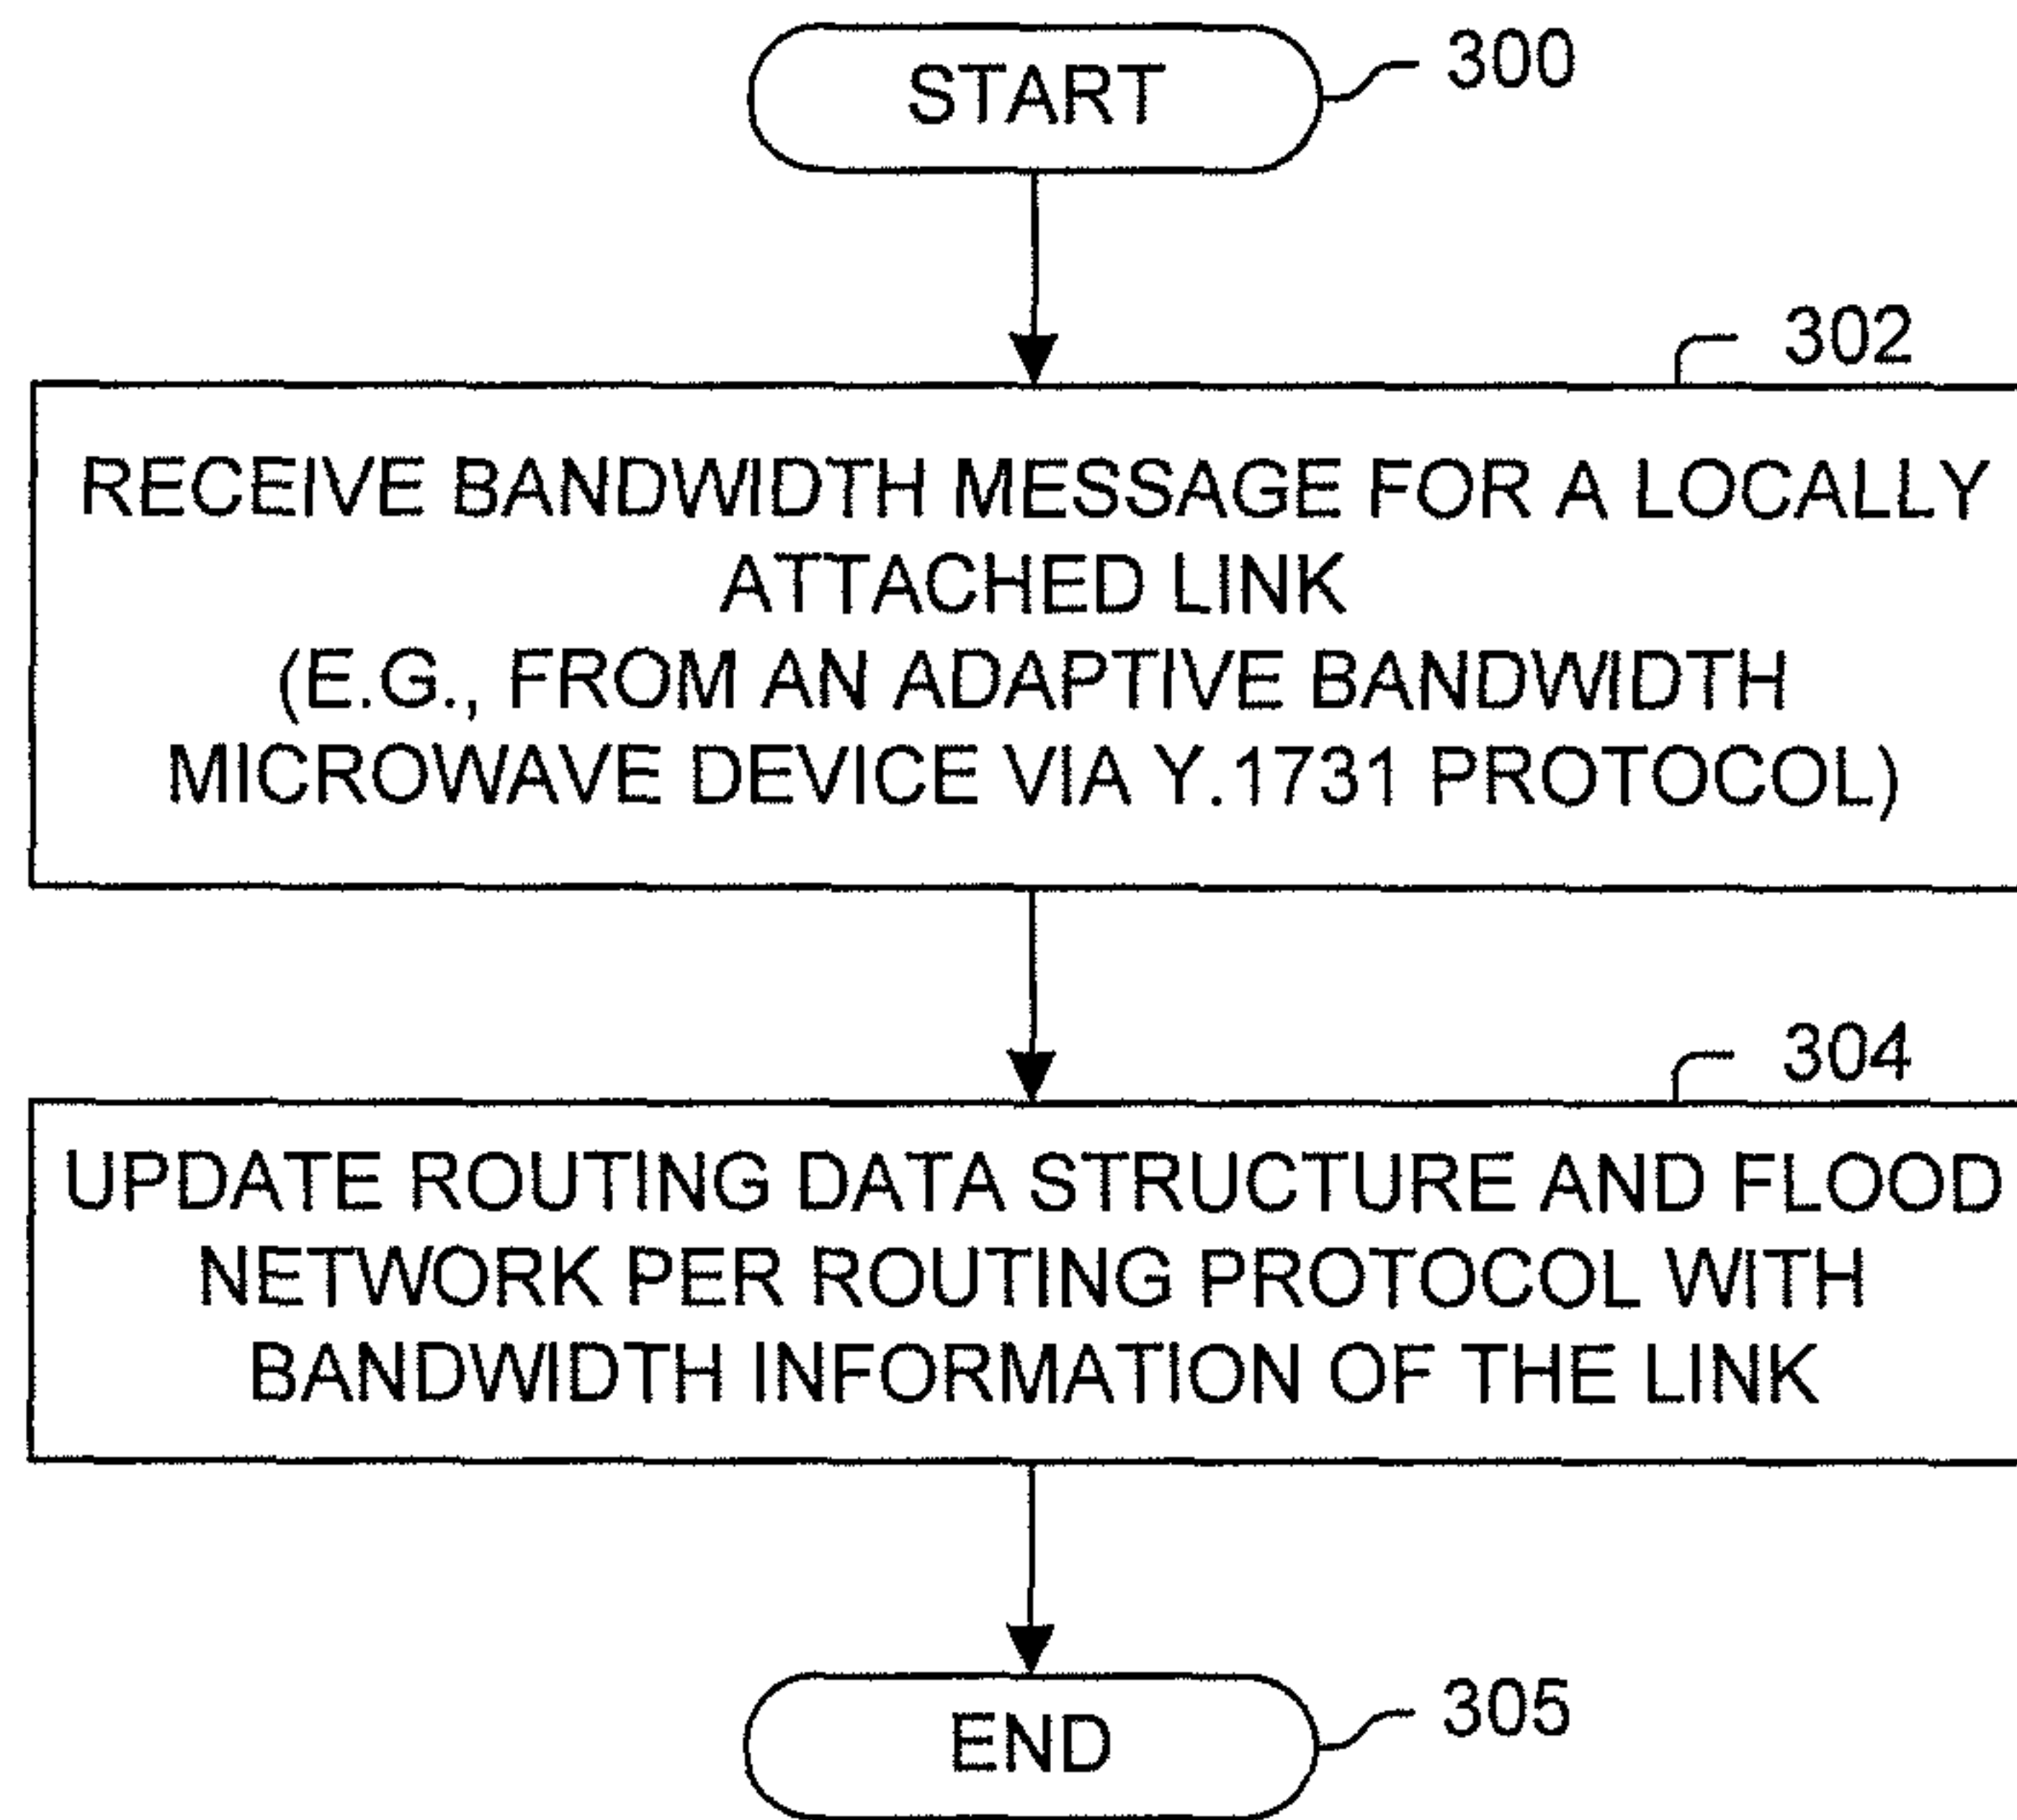 START
300
302
RECEIVE BANDWIDTH MESSAGE FOR A LOCALLY
ATTACHED LINK
(E.G., FROM AN ADAPTIVE BANDWIDTH
MICROWAVE DEVICE VIA Y.1731 PROTOCOL)
304
UPDATE ROUTING DATA STRUCTURE AND FLOOD
NETWORK PER ROUTING PROTOCOL WITH
BANDWIDTH INFORMATION OF THE LINK
END
305